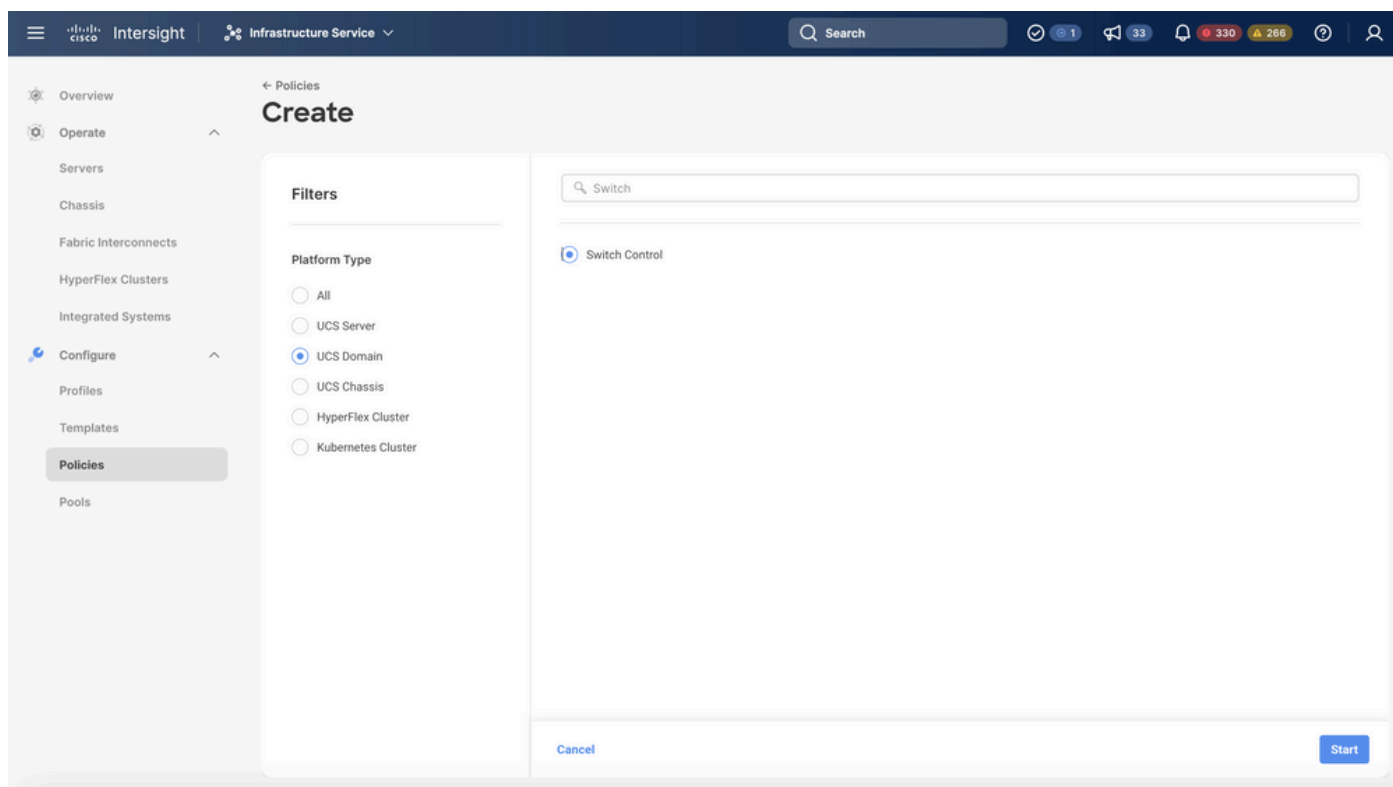 cisco Intersight Infrastructure Service Search 1 33 330 266
Overview
Operate
Servers
Chassis
Fabric Interconnects
HyperFlex Clusters
Integrated Systems
Configure
Profiles
Templates
Policies
Pools
← Policies
Create
Filters
Platform Type
All
UCS Server
UCS Domain
UCS Chassis
HyperFlex Cluster
Kubernetes Cluster
Switch
Switch Control
Cancel Start